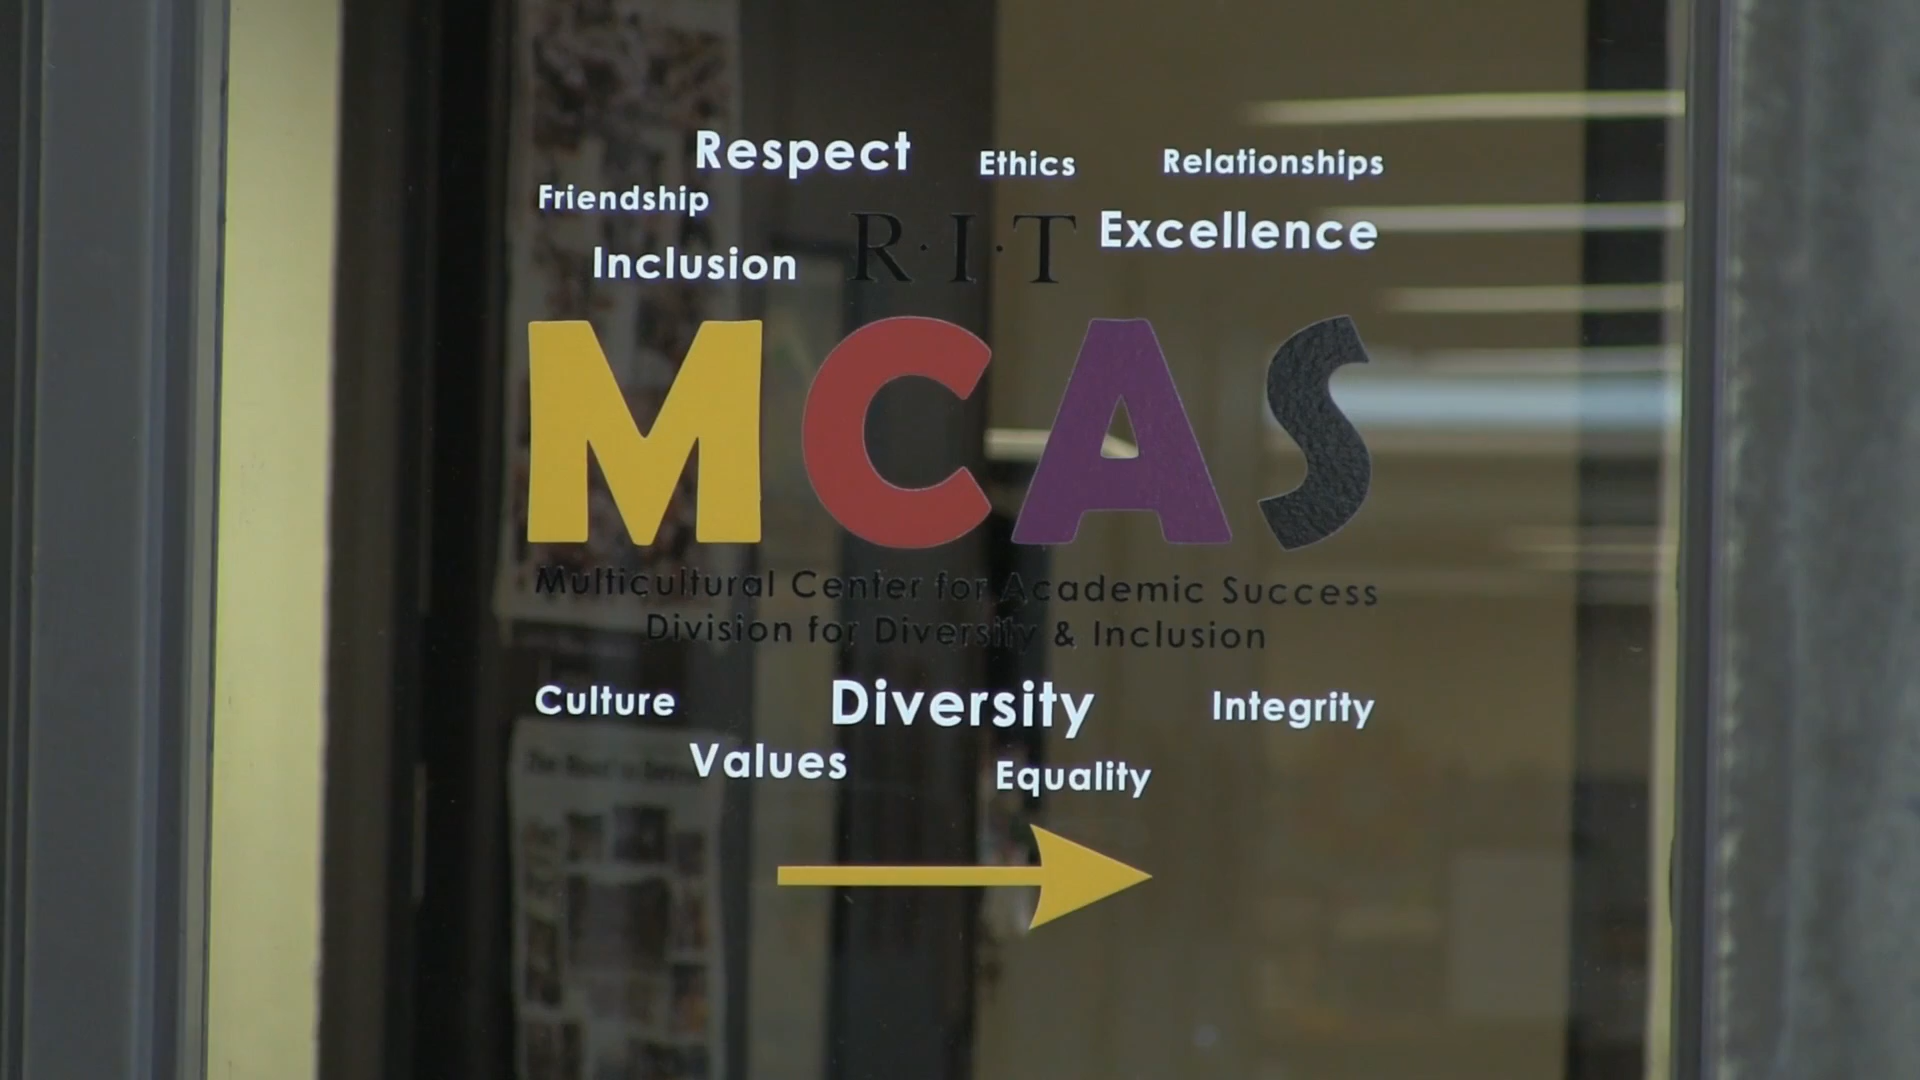 Respect Ethics Relationships
Friendship
Inclusion R·I·T Excellence
MCAS
Multicultural Center for Academic Success
Division for Diversity & Inclusion
Culture Diversity Integrity
Values Equality